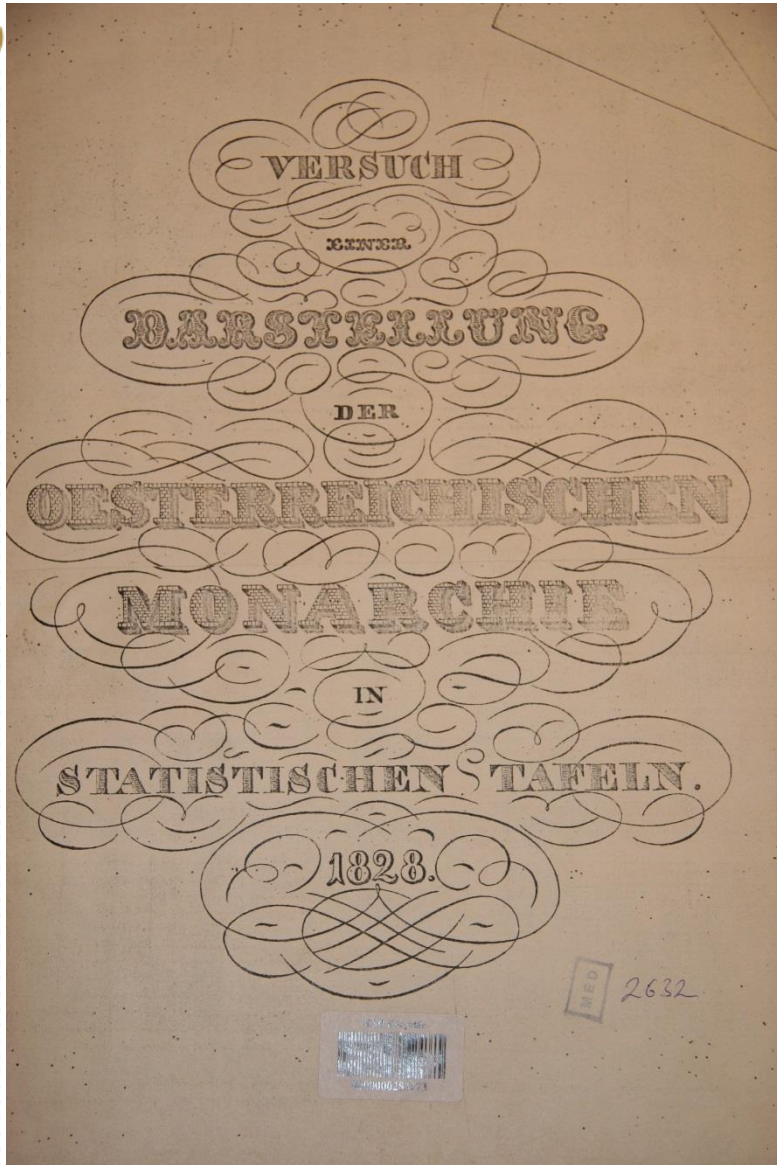 VERSUCH
EINER
DARSTELLUNG
DER
OESTERREICHISCHEN
MONARCHIE
IN
STATISTISCHEN TAFELN.
1828.
MED
2632